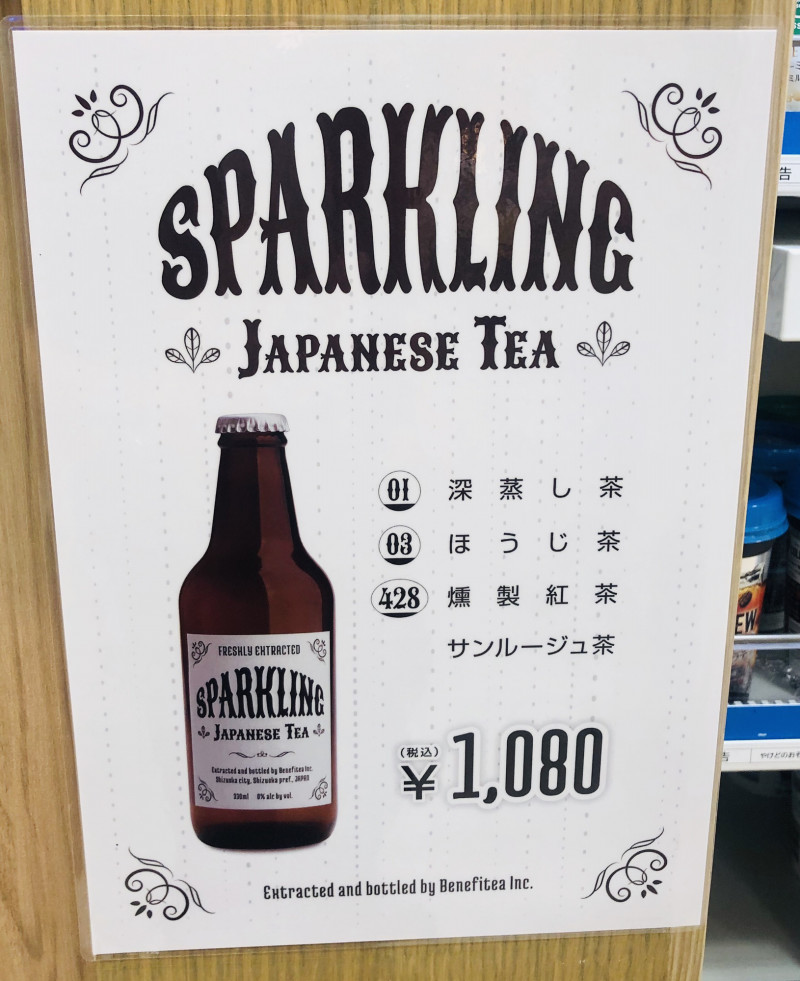 SPARKLING
JAPANESE TEA
01 深蒸し茶
03 ほうじ茶
428 燻製紅茶
サンルージュ茶
(税込)
¥1,080
FRESHLY EXTRACTED
SPARKLING
JAPANESE TEA
Extracted and bottled by Benefitea Inc.
Shizuoka city, Shizuoka pref., JAPAN
330ml 0% alc by vol.
Extracted and bottled by Benefitea Inc.
告
EW